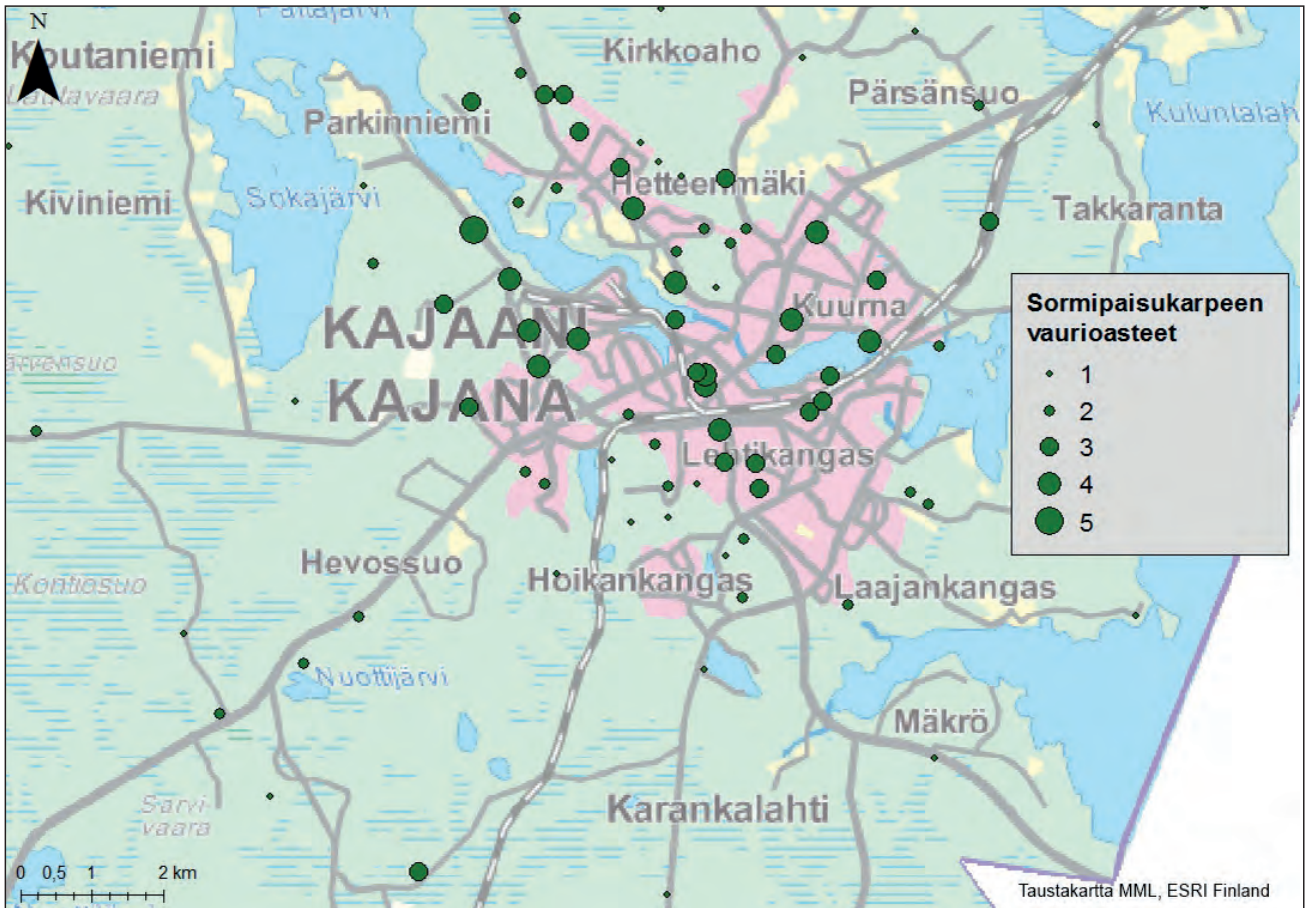 Paltajärvi
N
Koutaniemi
Kirkkoaho
Lautavaara
Pärsänsuo
Parkinniemi
Kuluntalah
Hetteenmäki
Kiviniemi
Sokajärvi
Takkaranta
Sormipaisukarpeen
vaurioasteet
1
2
3
4
5
Kuurna
KAJAANI
ärvensuo
KAJANA
Lehtikangas
Hevossuo
Hoikankangas
Laajankangas
Kontiosuo
Nuottijärvi
Mäkrö
Sarvi-
vaara
Karankalahti
0 0,5 1 2 km
Taustakartta MML, ESRI Finland